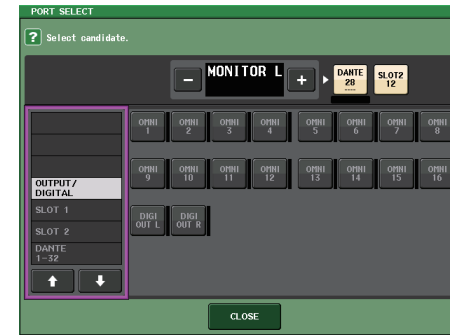 PORT SELECT
? Select candidate.
- MONITOR L +
DANTE
28
----
SLOT2
12
OUTPUT/
DIGITAL
SLOT 1
SLOT 2
DANTE
1-32
OMNI
1
OMNI
2
OMNI
3
OMNI
4
OMNI
5
OMNI
6
OMNI
7
OMNI
8
OMNI
9
OMNI
10
OMNI
11
OMNI
12
OMNI
13
OMNI
14
OMNI
15
OMNI
16
DIGI
OUT L
DIGI
OUT R
CLOSE